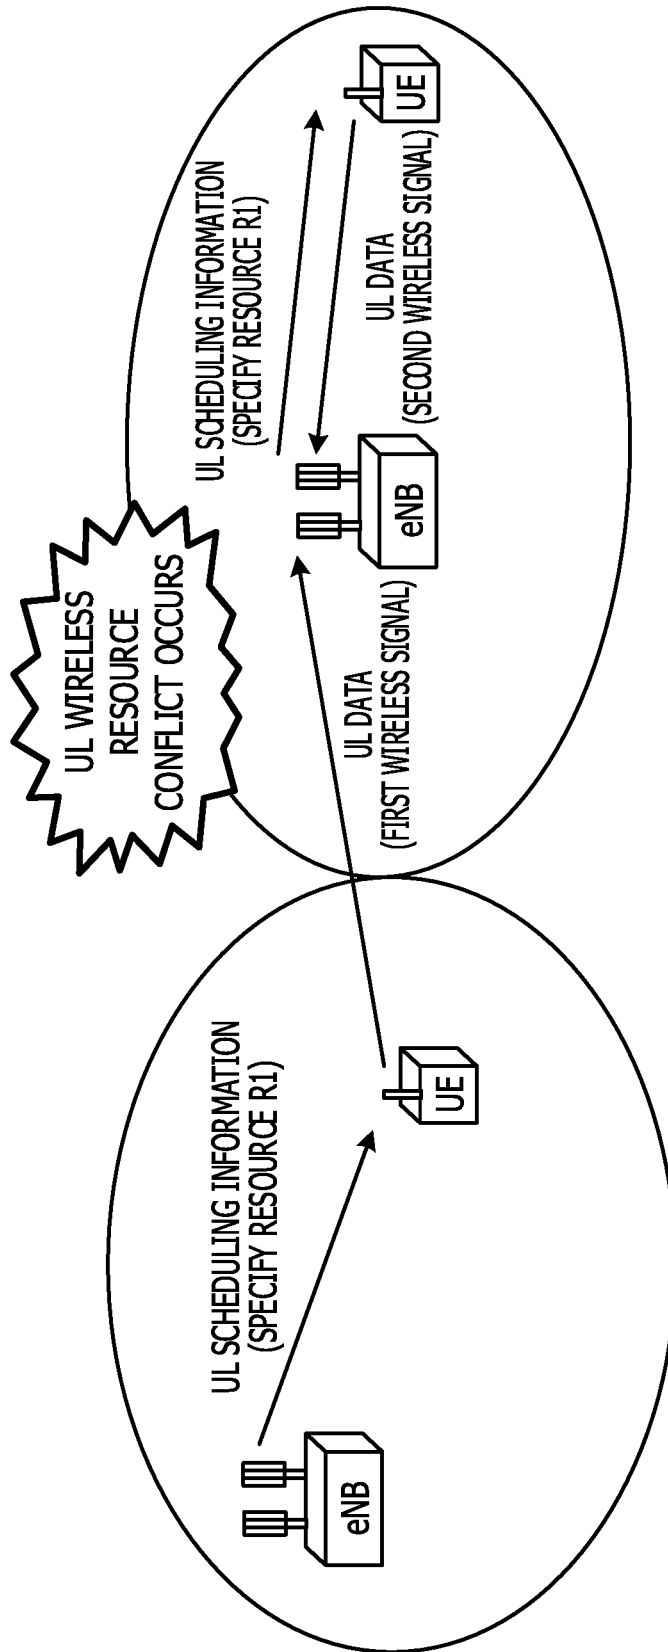 UL WIRELESS
RESOURCE
CONFLICT OCCURS
UL SCHEDULING INFORMATION
(SPECIFY RESOURCE R1)
eNB
UE
UL DATA
(FIRST WIRELESS SIGNAL)
UL SCHEDULING INFORMATION
(SPECIFY RESOURCE R1)
eNB
UL DATA
(SECOND WIRELESS SIGNAL)
UE